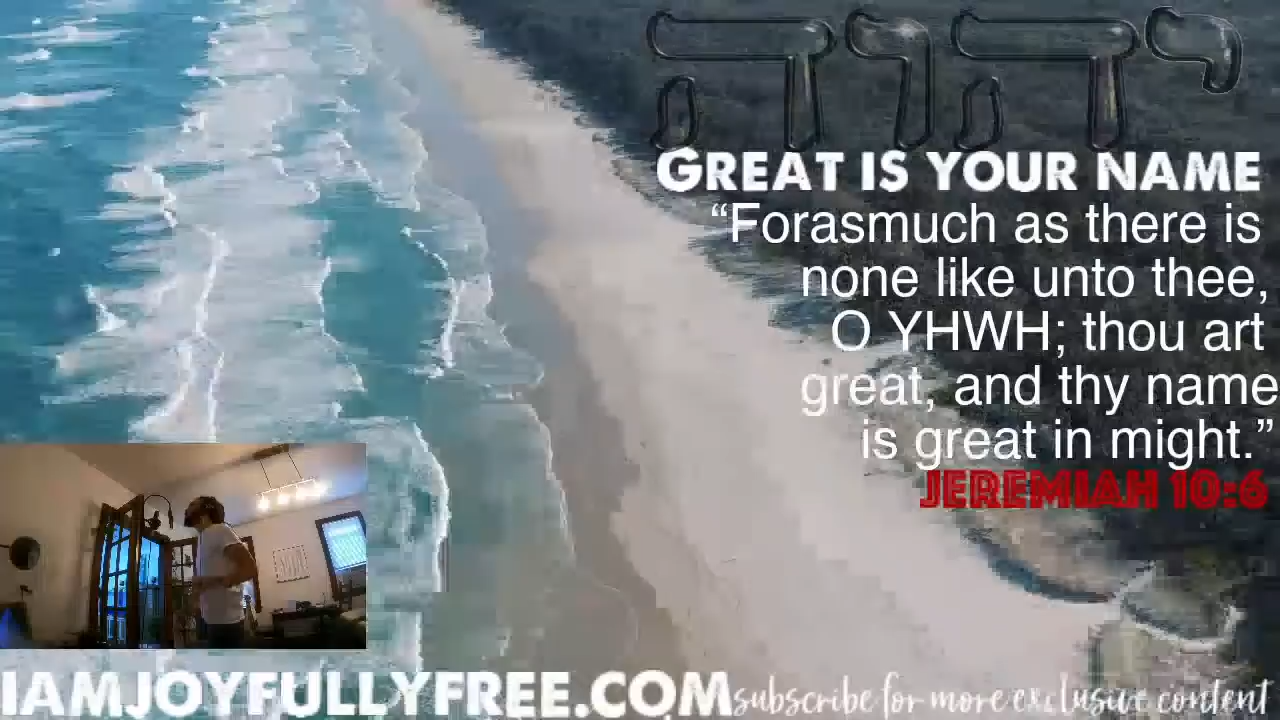 יהוה
GREAT IS YOUR NAME
“Forasmuch as there is
none like unto thee,
O YHWH; thou art
great, and thy name
is great in might.”
JEREMIAH 10:6
IAMJOYFULLYFREE.COM subscribe for more exclusive content